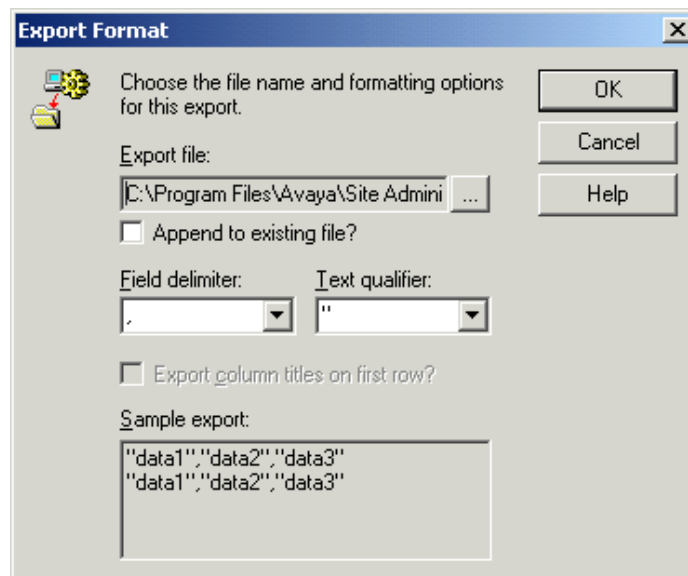 Export Format
Choose the file name and formatting options
for this export.
OK
Cancel
Help
Export file:
C:\Program Files\Avaya\Site Admini ...
Append to existing file?
Field delimiter: Text qualifier:
, "
Export column titles on first row?
Sample export:
"data1","data2","data3"
"data1","data2","data3"